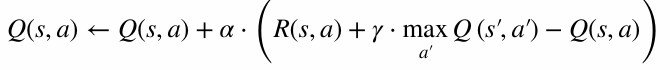 Q(s, a) ← Q(s, a) + α · (R(s, a) + γ · max_{a′} Q (s′, a′) − Q(s, a))